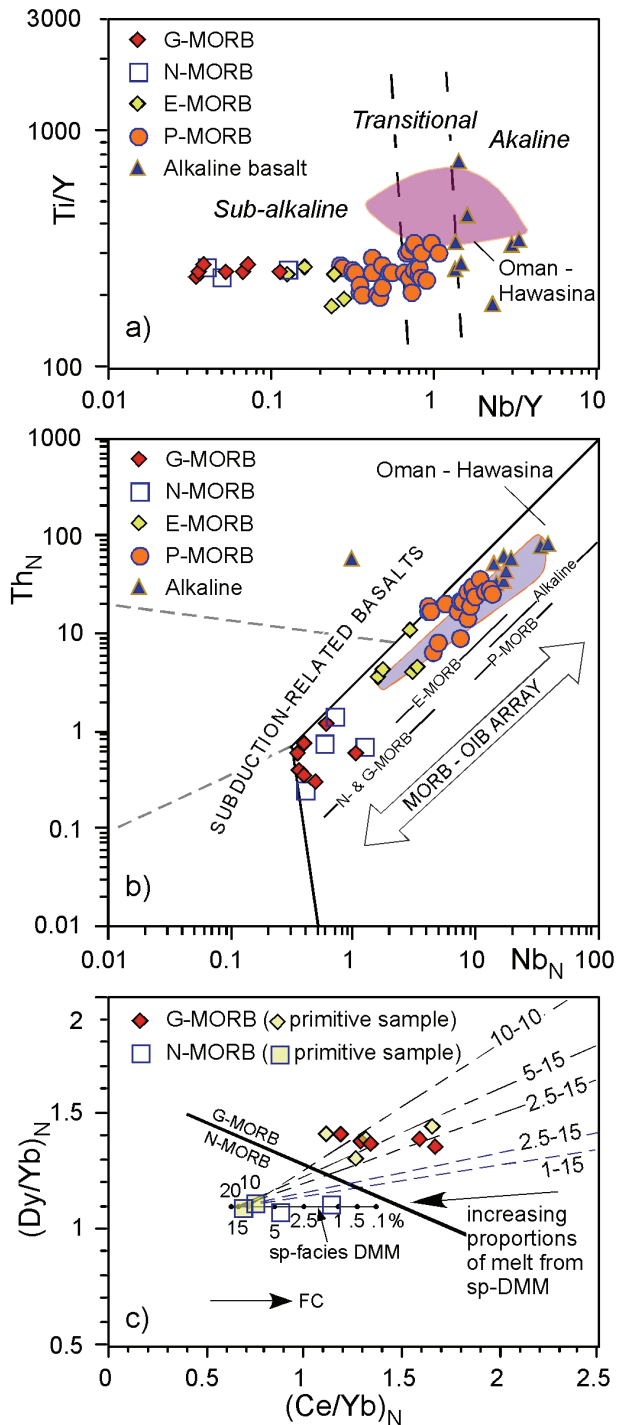 3000
G-MORB
N-MORB
E-MORB
P-MORB
Alkaline basalt
1000
Transitional
Akaline
Sub-alkaline
Ti/Y
Oman -
Hawasina
a)
100
0.01
0.1
1
10
Nb/Y
1000
G-MORB
N-MORB
E-MORB
P-MORB
Alkaline
Oman - Hawasina
100
ThN
10
1
0.1
0.01
SUBDUCTION-RELATED BASALTS
Alkaline
P-MORB
E-MORB
N- & G-MORB
MORB - OIB ARRAY
b)
0.01
0.1
1
10
100
NbN
2
G-MORB ( primitive sample)
N-MORB ( primitive sample)
10-10
5-15
2.5-15
2.5-15
1-15
1.5
G-MORB
N-MORB
(Dy/Yb)N
1
20
10
15
5
2.5
1
.5
.1%
sp-facies DMM
increasing
proportions
of melt from
sp-DMM
FC
c)
0.5
0
0.5
1
1.5
2
2.5
(Ce/Yb)N